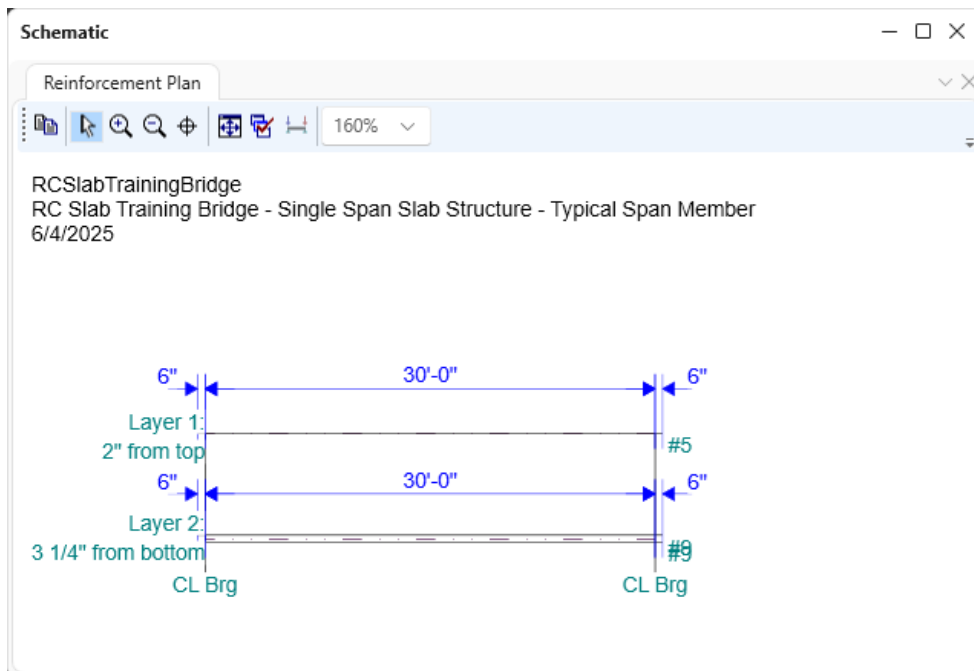 Schematic
Reinforcement Plan
160%
RCSlabTrainingBridge
RC Slab Training Bridge - Single Span Slab Structure - Typical Span Member
6/4/2025
6" 30'-0" 6"
Layer 1:
2" from top #5
6" 30'-0" 6"
Layer 2:
3 1/4" from bottom #9
#9
CL Brg CL Brg